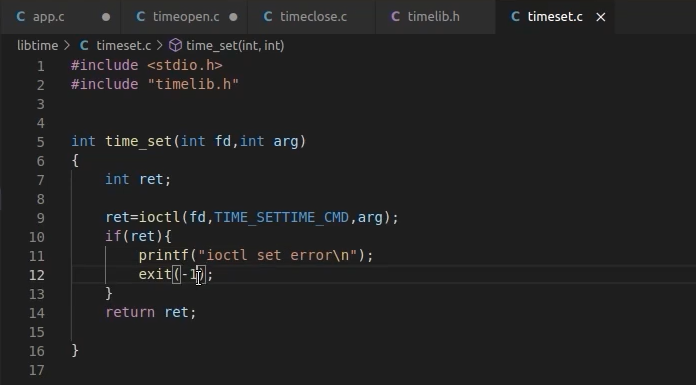 app.c timeopen.c timeclose.c timelib.h timeset.c
libtime > timeset.c > time_set(int, int)
1 #include <stdio.h>
2 #include "timelib.h"
3
4
5 int time_set(int fd,int arg)
6 {
7 int ret;
8
9 ret=ioctl(fd,TIME_SETTIME_CMD,arg);
10 if(ret){
11 printf("ioctl set error\n");
12 exit(-1);
13 }
14 return ret;
15
16 }
17